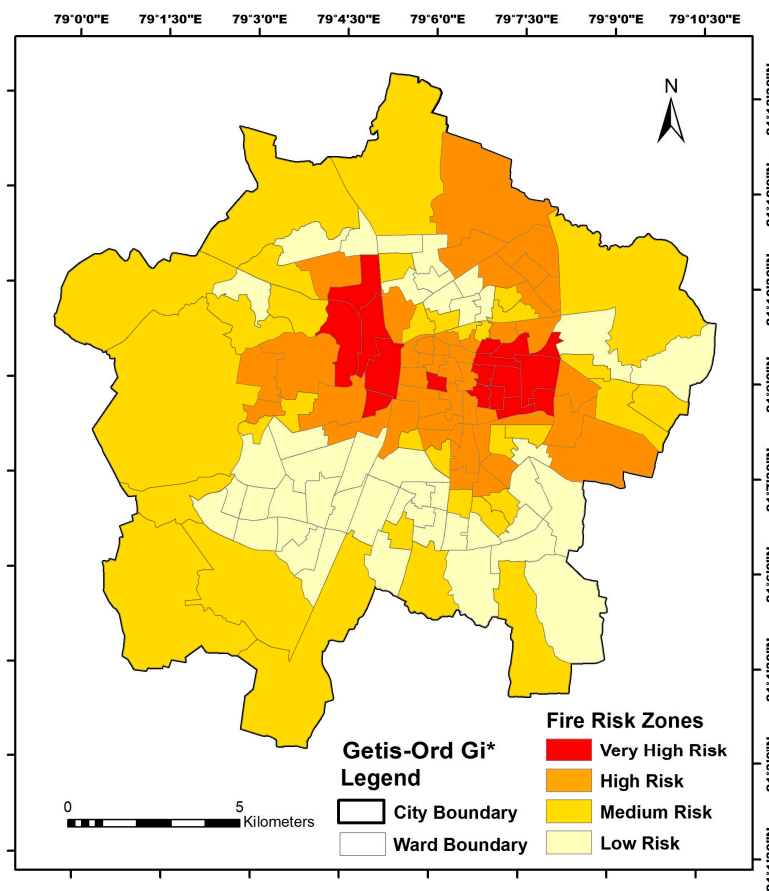 79°0'0"E 79°1'30"E 79°3'0"E 79°4'30"E 79°6'0"E 79°7'30"E 79°9'0"E 79°10'30"E
N
Getis-Ord Gi*
Legend
City Boundary
Ward Boundary
Fire Risk Zones
Very High Risk
High Risk
Medium Risk
Low Risk
0 5
Kilometers